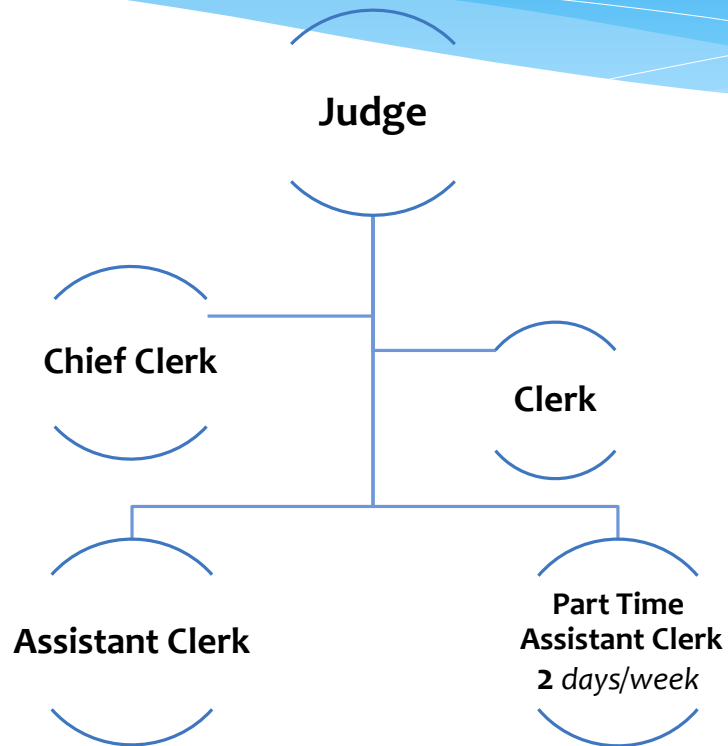 Judge
Chief Clerk
Clerk
Assistant Clerk
Part Time
Assistant Clerk
2 days/week